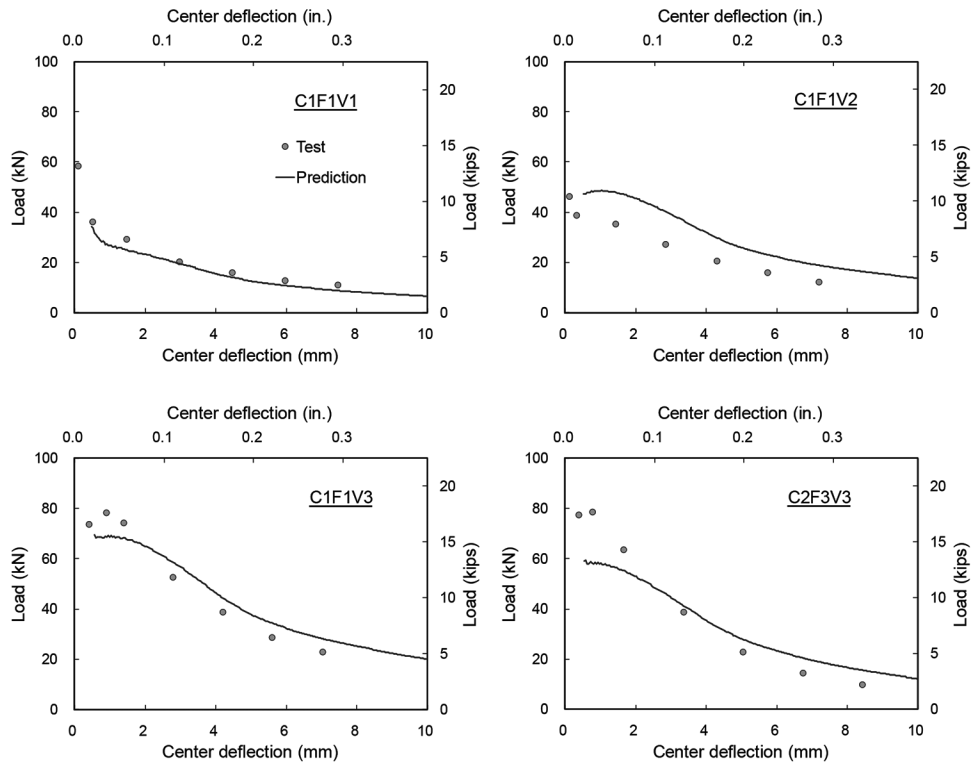 Center deflection (in.)
0.0 0.1 0.2 0.3
100 80 60 40 20 0
Load (kN)
20 15 10 5 0
Load (kips)
C1F1V1
Test
Prediction
0 2 4 6 8 10
Center deflection (mm)
Center deflection (in.)
0.0 0.1 0.2 0.3
100 80 60 40 20 0
Load (kN)
20 15 10 5 0
Load (kips)
C1F1V2
0 2 4 6 8 10
Center deflection (mm)
Center deflection (in.)
0.0 0.1 0.2 0.3
100 80 60 40 20 0
Load (kN)
20 15 10 5 0
Load (kips)
C1F1V3
0 2 4 6 8 10
Center deflection (mm)
Center deflection (in.)
0.0 0.1 0.2 0.3
100 80 60 40 20 0
Load (kN)
20 15 10 5 0
Load (kips)
C2F3V3
0 2 4 6 8 10
Center deflection (mm)